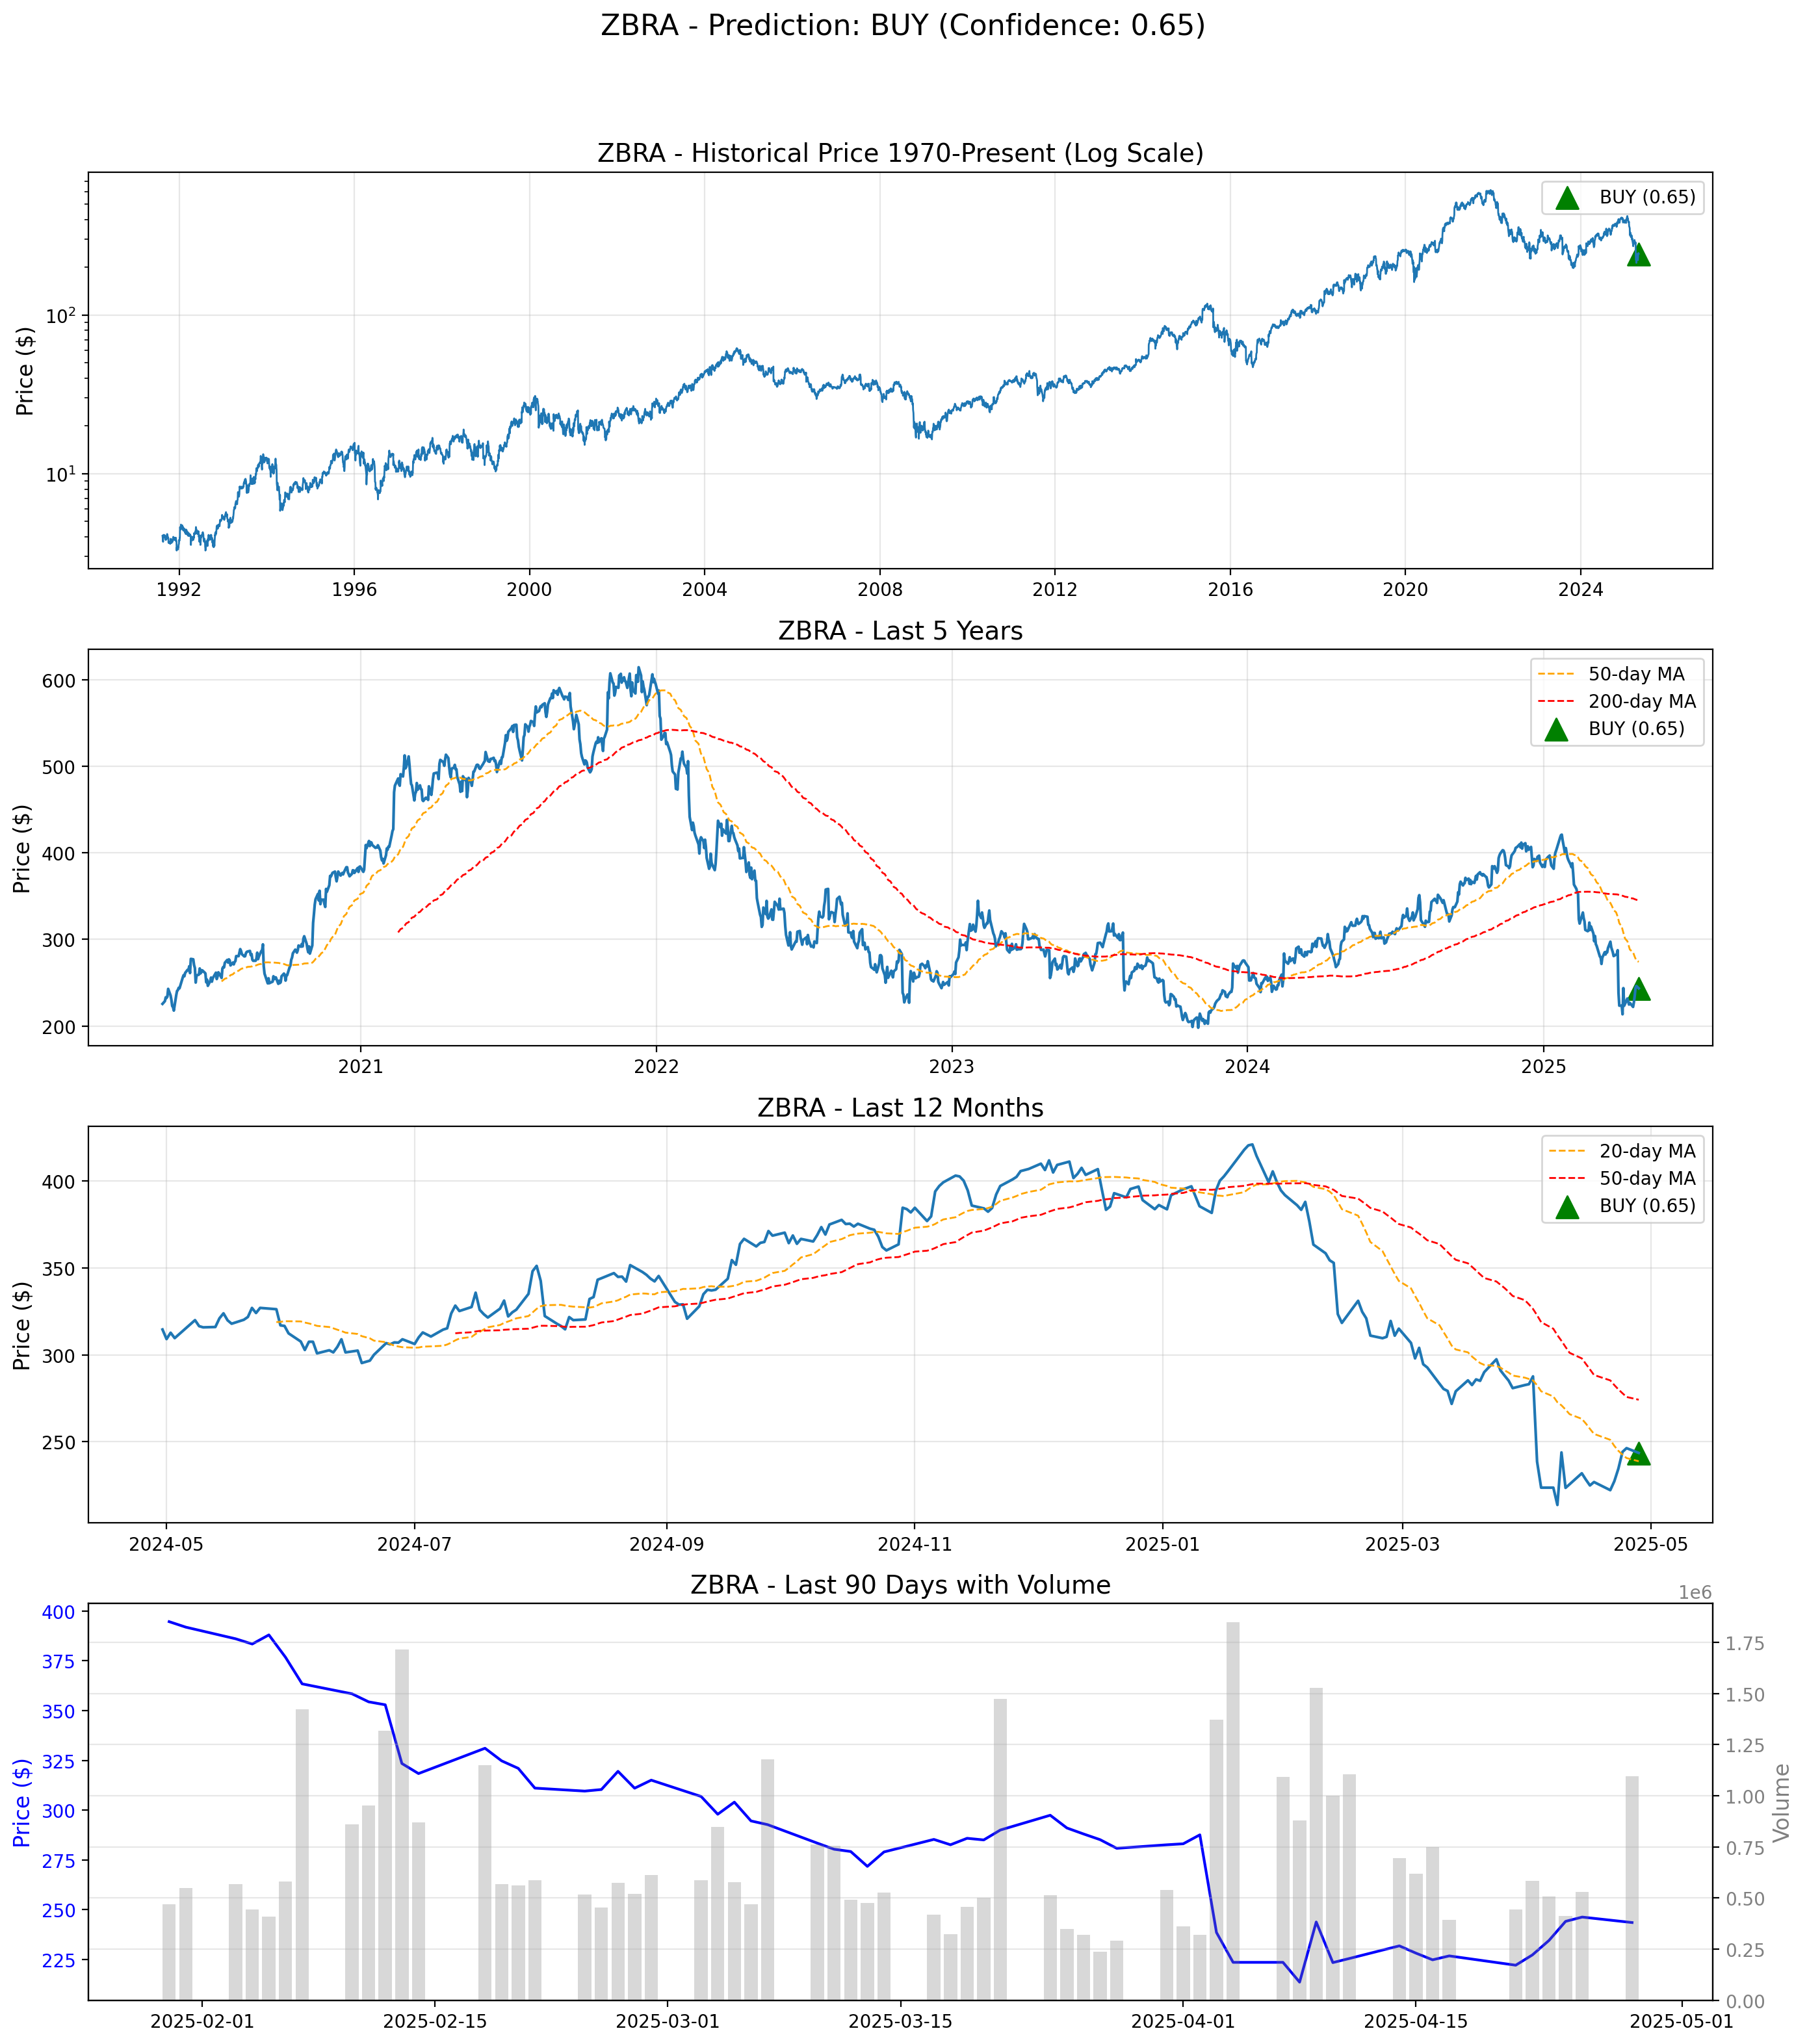 ZBRA - Prediction: BUY (Confidence: 0.65)
ZBRA - Historical Price 1970-Present (Log Scale)
BUY (0.65)
Price ($)
10²
10¹
1992 1996 2000 2004 2008 2012 2016 2020 2024
ZBRA - Last 5 Years
50-day MA
200-day MA
BUY (0.65)
Price ($)
600
500
400
300
200
2021 2022 2023 2024 2025
ZBRA - Last 12 Months
20-day MA
50-day MA
BUY (0.65)
Price ($)
400
350
300
250
2024-05 2024-07 2024-09 2024-11 2025-01 2025-03 2025-05
ZBRA - Last 90 Days with Volume
1e6
Price ($)
400
375
350
325
300
275
250
225
Volume
1.75
1.50
1.25
1.00
0.75
0.50
0.25
0.00
2025-02-01 2025-02-15 2025-03-01 2025-03-15 2025-04-01 2025-04-15 2025-05-01